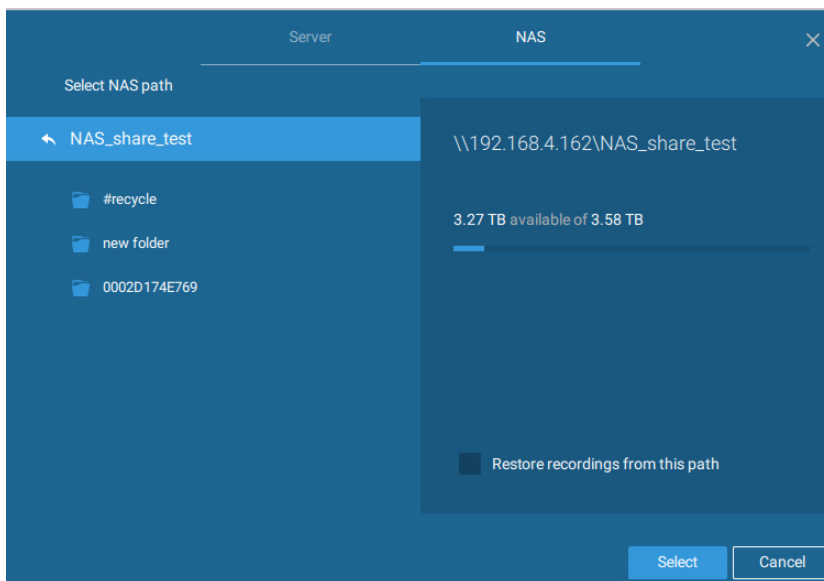 Server
NAS
Select NAS path
NAS_share_test
#recycle
new folder
0002D174E769
\\192.168.4.162\NAS_share_test
3.27 TB available of 3.58 TB
Restore recordings from this path
Select
Cancel